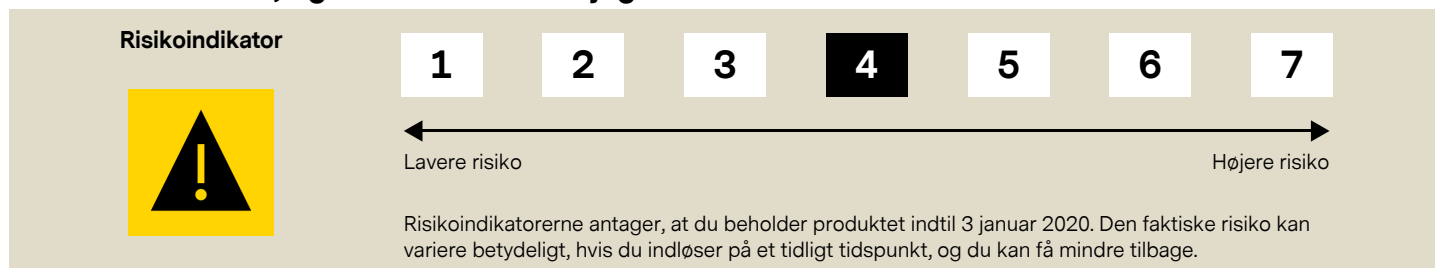 Risikoindikator
1 2 3 4 5 6 7
Lavere risiko Højere risiko
Risikoindikatorerne antager, at du beholder produktet indtil 3 januar 2020. Den faktiske risiko kan
variere betydeligt, hvis du indløser på et tidligt tidspunkt, og du kan få mindre tilbage.